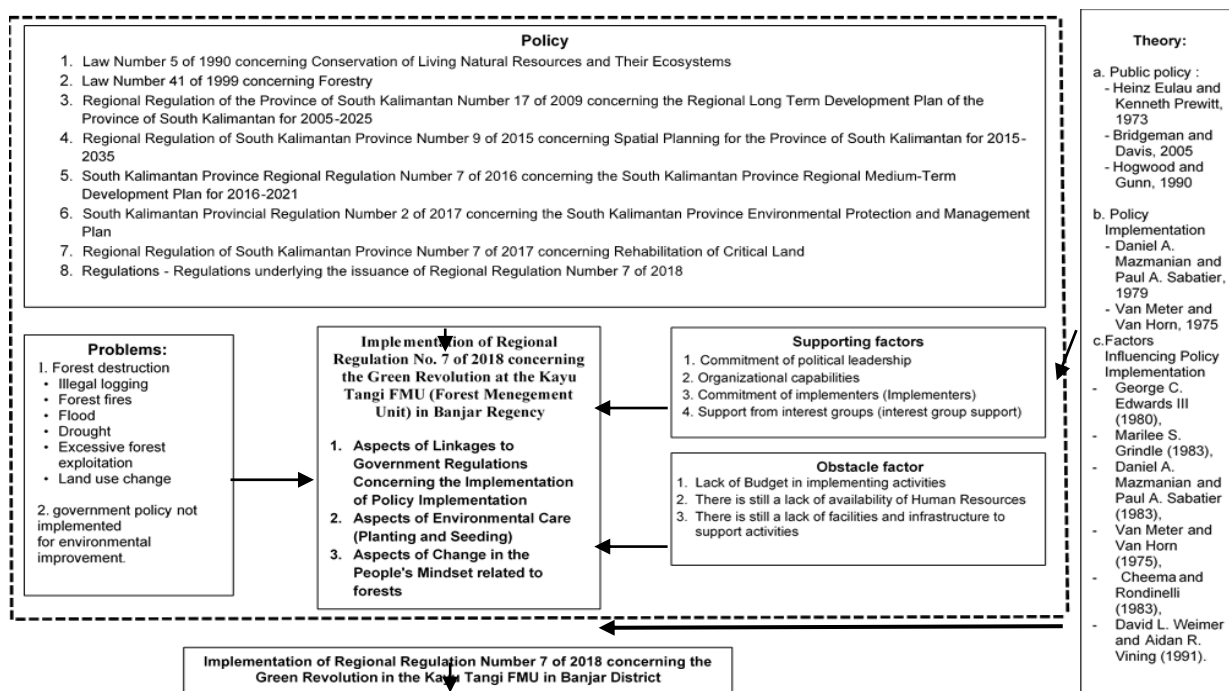 Policy
1. Law Number 5 of 1990 concerning Conservation of Living Natural Resources and Their Ecosystems
2. Law Number 41 of 1999 concerning Forestry
3. Regional Regulation of the Province of South Kalimantan Number 17 of 2009 concerning the Regional Long Term Development Plan of the
Province of South Kalimantan for 2005-2025
4. Regional Regulation of South Kalimantan Province Number 9 of 2015 concerning Spatial Planning for the Province of South Kalimantan for 2015-
2035
5. South Kalimantan Province Regional Regulation Number 7 of 2016 concerning the South Kalimantan Province Regional Medium-Term
Development Plan for 2016-2021
6. South Kalimantan Provincial Regulation Number 2 of 2017 concerning the South Kalimantan Province Environmental Protection and Management
Plan
7. Regional Regulation of South Kalimantan Province Number 7 of 2017 concerning Rehabilitation of Critical Land
8. Regulations - Regulations underlying the issuance of Regional Regulation Number 7 of 2018
Problems:
1. Forest destruction
• Illegal logging
• Forest fires
• Flood
• Drought
• Excessive forest
exploitation
• Land use change
2. government policy not
implemented
for environmental
improvement.
Implementation of Regional
Regulation No. 7 of 2018 concerning
the Green Revolution at the Kayu
Tangi FMU (Forest Menegement
Unit) in Banjar Regency
1. Aspects of Linkages to
Government Regulations
Concerning the Implementation
of Policy Implementation
2. Aspects of Environmental Care
(Planting and Seeding)
3. Aspects of Change in the
People's Mindset related to
forests
Supporting factors
1. Commitment of political leadership
2. Organizational capabilities
3. Commitment of implementers (Implementers)
4. Support from interest groups (interest group support)
Obstacle factor
1. Lack of Budget in implementing activities
2. There is still a lack of availability of Human Resources
3. There is still a lack of facilities and infrastructure to
support activities
Implementation of Regional Regulation Number 7 of 2018 concerning the
Green Revolution in the Kayu Tangi FMU in Banjar District
Theory:
a. Public policy :
- Heinz Eulau and
Kenneth Prewitt,
1973
- Bridgeman and
Davis, 2005
- Hogwood and
Gunn, 1990
b. Policy
Implementation
- Daniel A.
Mazmanian and
Paul A. Sabatier,
1979
- Van Meter and
Van Horn, 1975
c.Factors
Influencing Policy
Implementation
- George C.
Edwards III
(1980),
- Marilee S.
Grindle (1983),
- Daniel A.
Mazmanian and
Paul A. Sabatier
(1983),
- Van Meter and
Van Horn
(1975),
- Cheema and
Rondinelli
(1983),
- David L. Weimer
and Aidan R.
Vining (1991).